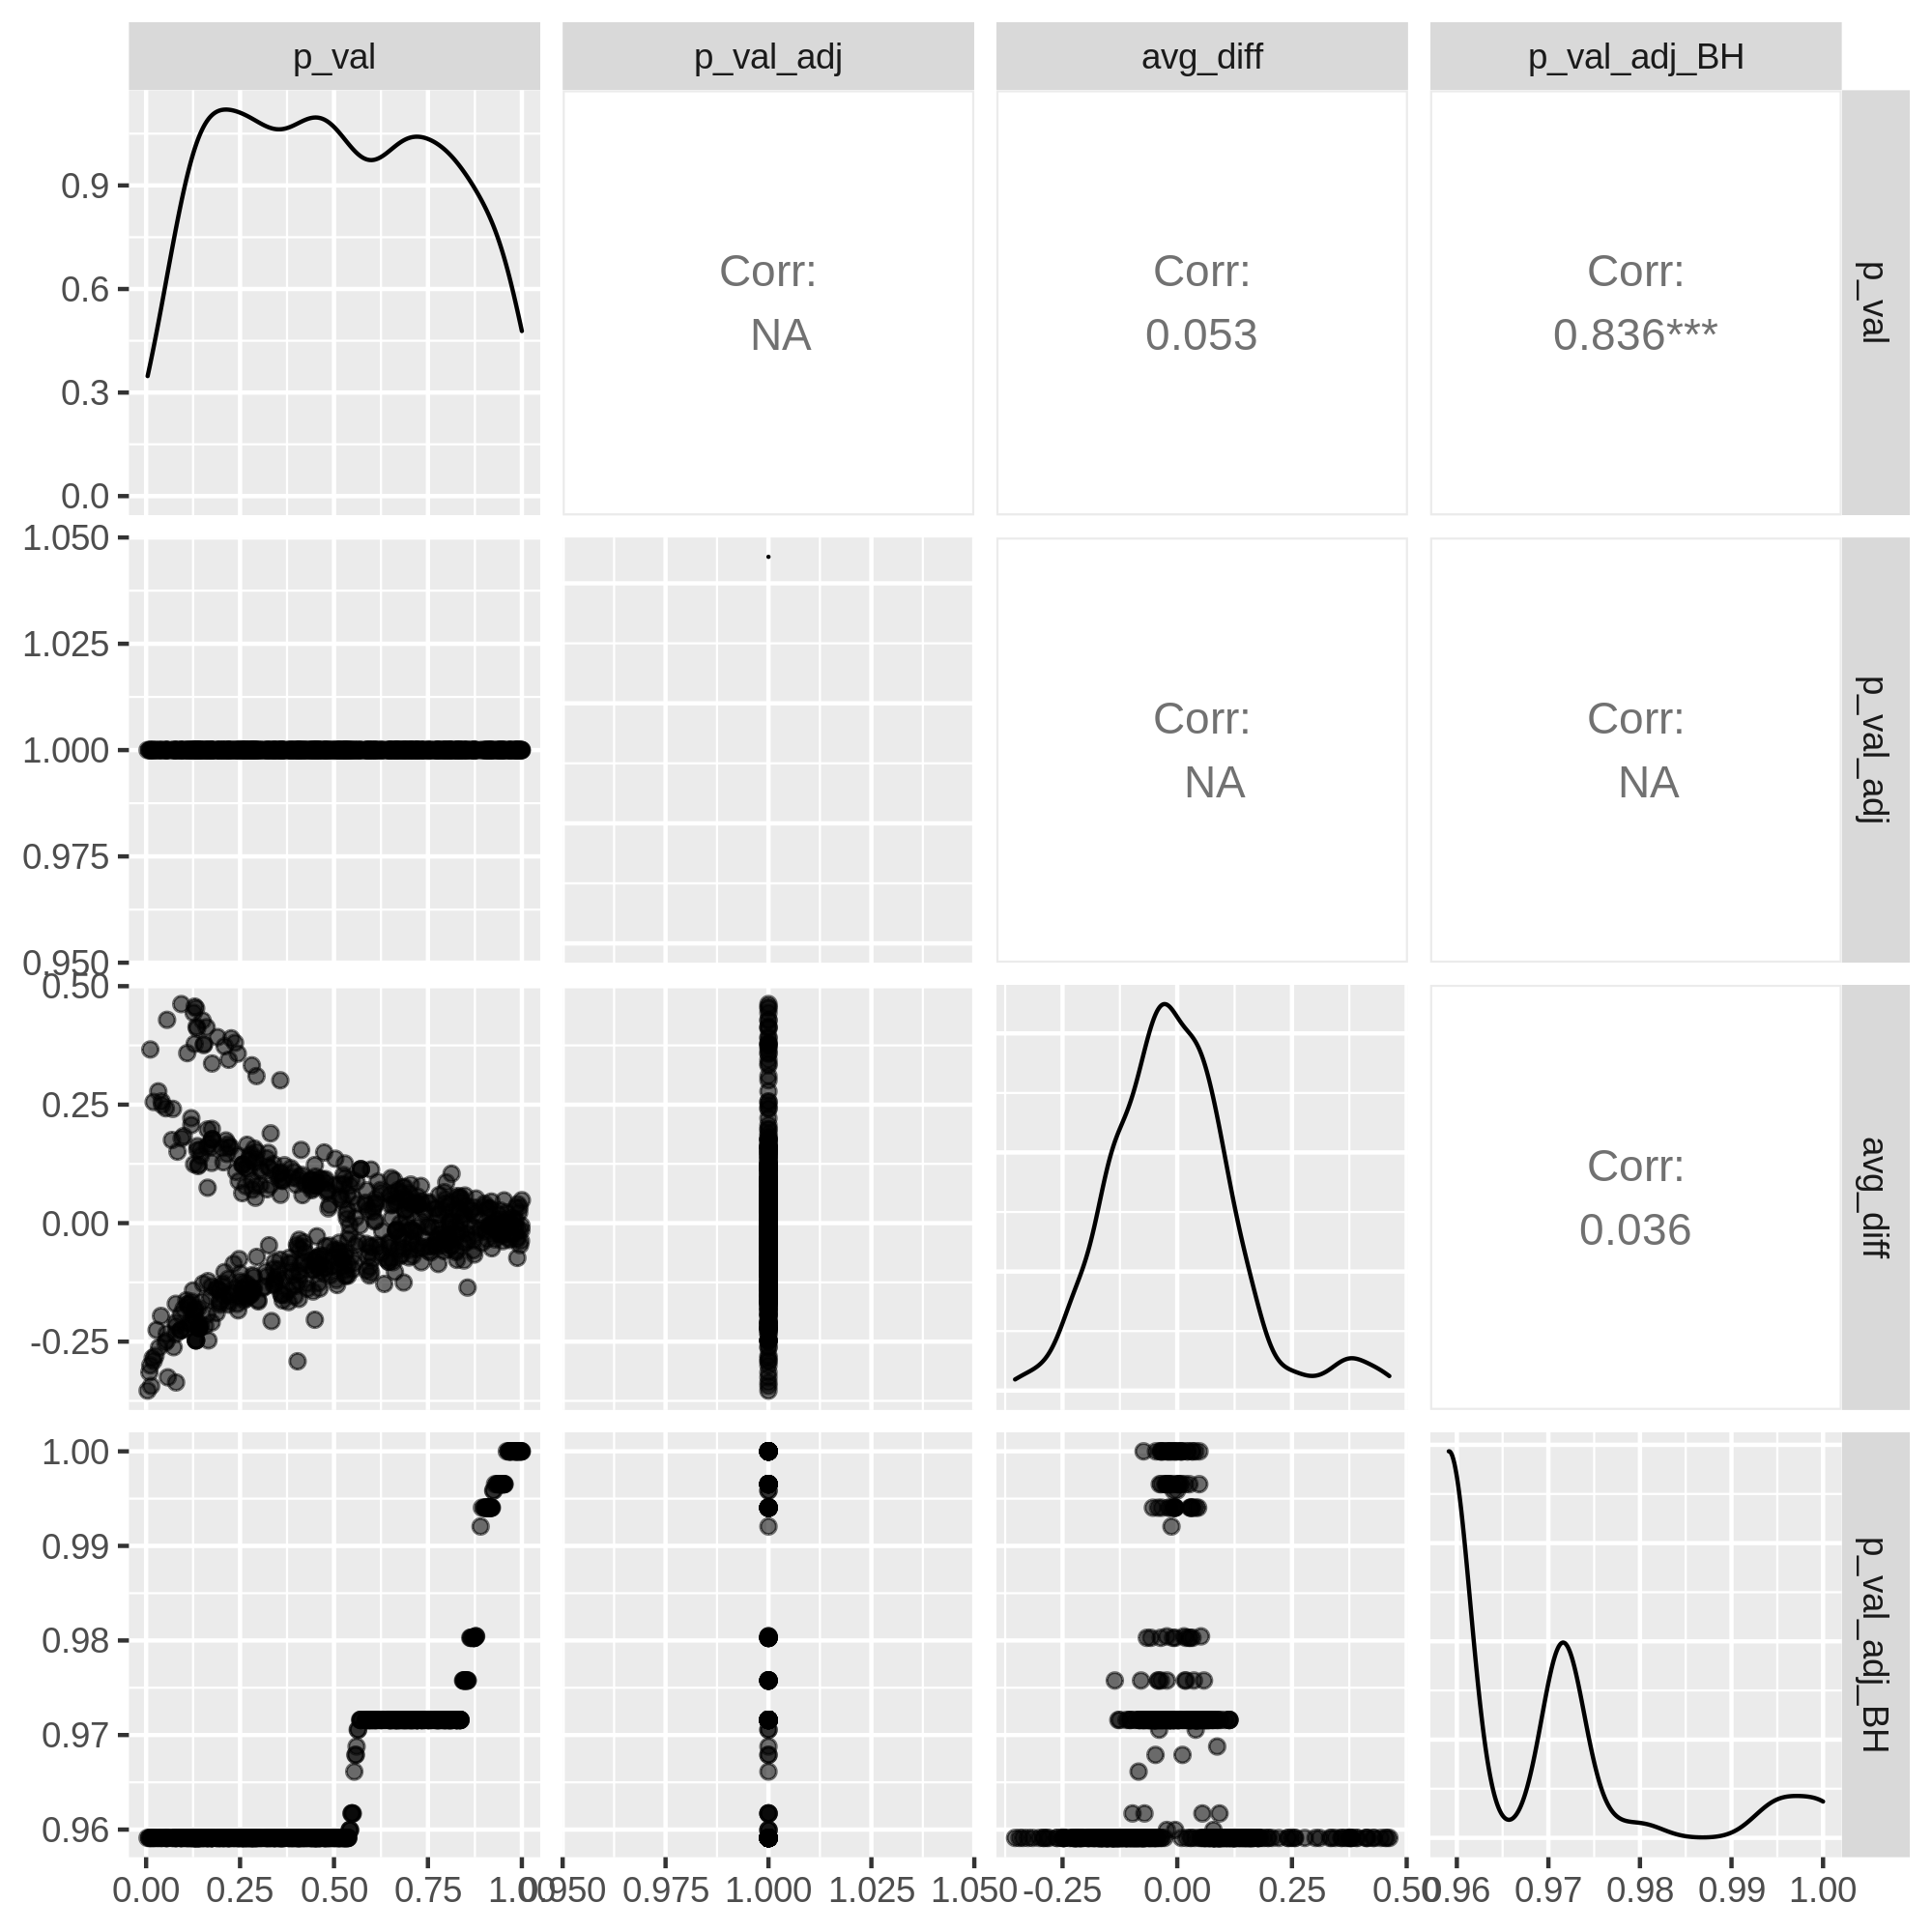 p_val p_val_adj avg_diff p_val_adj_BH
0.9
0.6
0.3
0.0
Corr:
NA
Corr:
0.053
Corr:
0.836***
p_val
1.050
1.025
1.000
0.975
0.950
Corr:
NA
Corr:
NA
p_val_adj
0.50
0.25
0.00
-0.25
Corr:
0.036
avg_diff
1.00
0.99
0.98
0.97
0.96
p_val_adj_BH
0.00 0.25 0.50 0.75 1.00 0.950 0.975 1.000 1.025 1.050 -0.25 0.00 0.25 0.50 0.96 0.97 0.98 0.99 1.00